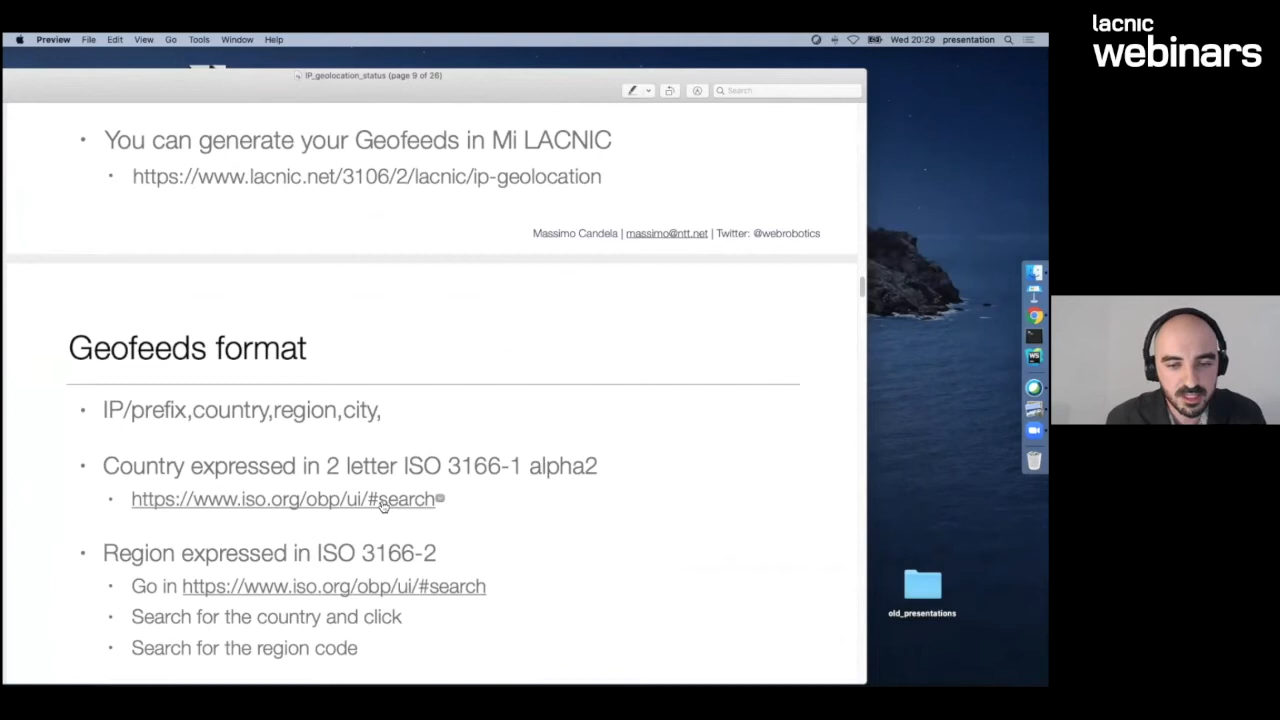 lacnic
webinars
Preview File Edit View Go Tools Window Help
Wed 20:29 presentation
IP_geolocation_status (page 9 of 26)
Search
• You can generate your Geofeeds in Mi LACNIC
• https://www.lacnic.net/3106/2/lacnic/ip-geolocation
Massimo Candela | massimo@ntt.net | Twitter: @webrobotics
Geofeeds format
• IP/prefix,country,region,city,
• Country expressed in 2 letter ISO 3166-1 alpha2
• https://www.iso.org/obp/ui/#search
• Region expressed in ISO 3166-2
• Go in https://www.iso.org/obp/ui/#search
• Search for the country and click
• Search for the region code
old_presentations
WS